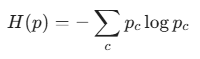 H(p) = − ∑_c p_c log p_c